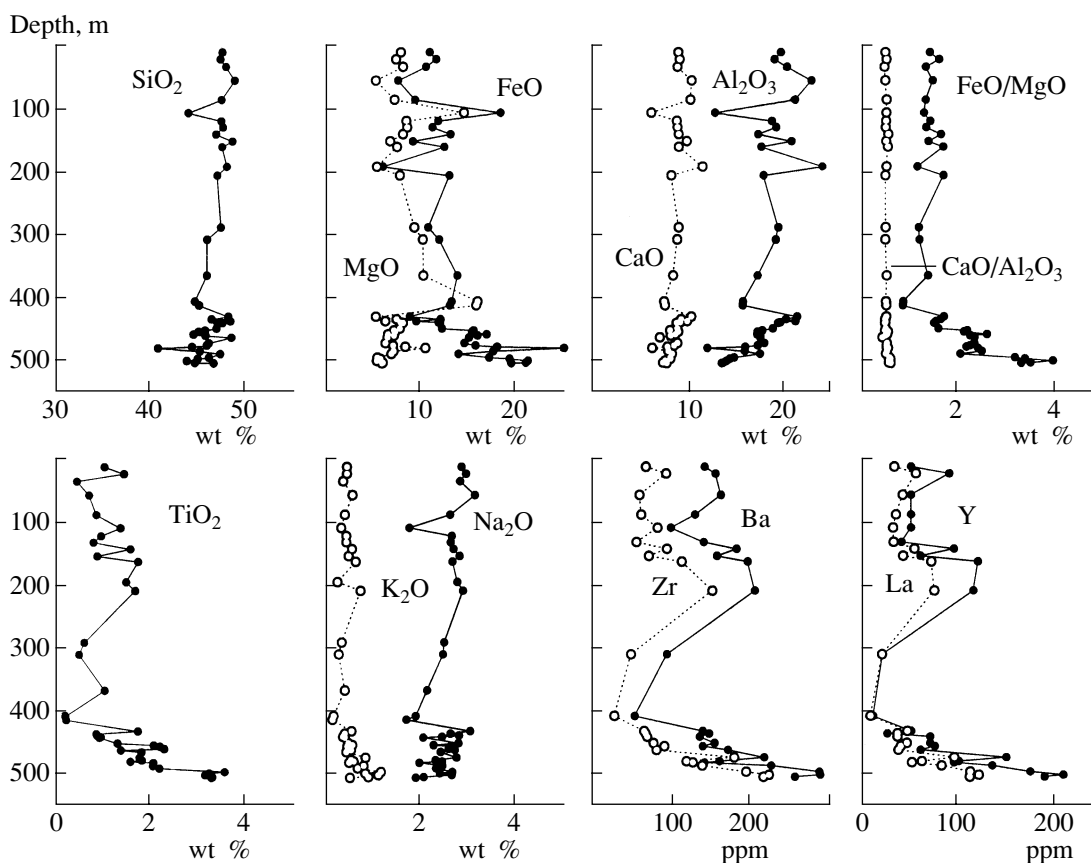 Depth, m
0
100
200
300
400
500
SiO₂
30 40 50
wt %
FeO
MgO
10 20
wt %
Al₂O₃
CaO
10 20
wt %
FeO/MgO
CaO/Al₂O₃
2 4
wt %
0
100
200
300
400
500
TiO₂
0 2 4
wt %
Na₂O
K₂O
2 4
wt %
Ba
Zr
100 200
ppm
Y
La
0 100 200
ppm